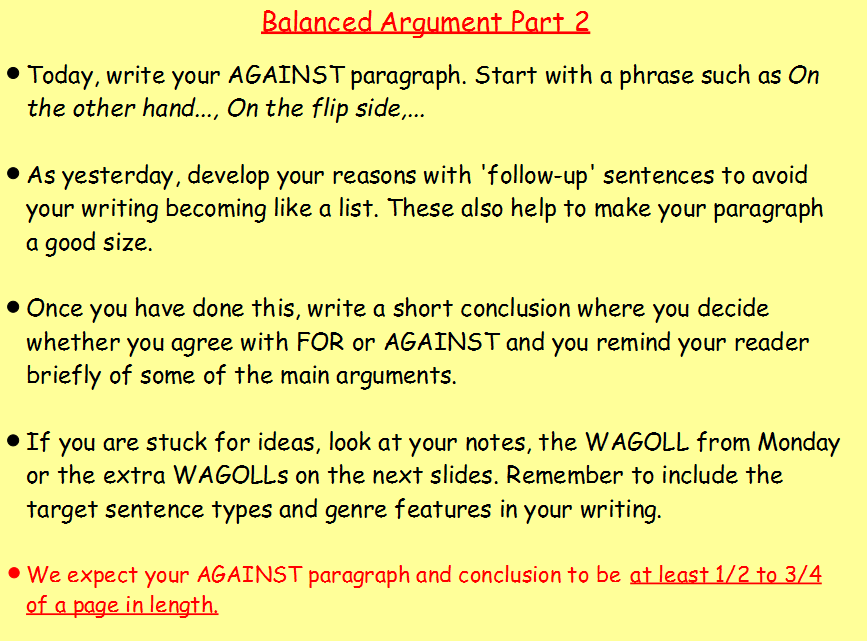 Balanced Argument Part 2
• Today, write your AGAINST paragraph. Start with a phrase such as On
the other hand..., On the flip side,...
• As yesterday, develop your reasons with 'follow-up' sentences to avoid
your writing becoming like a list. These also help to make your paragraph
a good size.
• Once you have done this, write a short conclusion where you decide
whether you agree with FOR or AGAINST and you remind your reader
briefly of some of the main arguments.
• If you are stuck for ideas, look at your notes, the WAGOLL from Monday
or the extra WAGOLLs on the next slides. Remember to include the
target sentence types and genre features in your writing.
• We expect your AGAINST paragraph and conclusion to be at least 1/2 to 3/4
of a page in length.